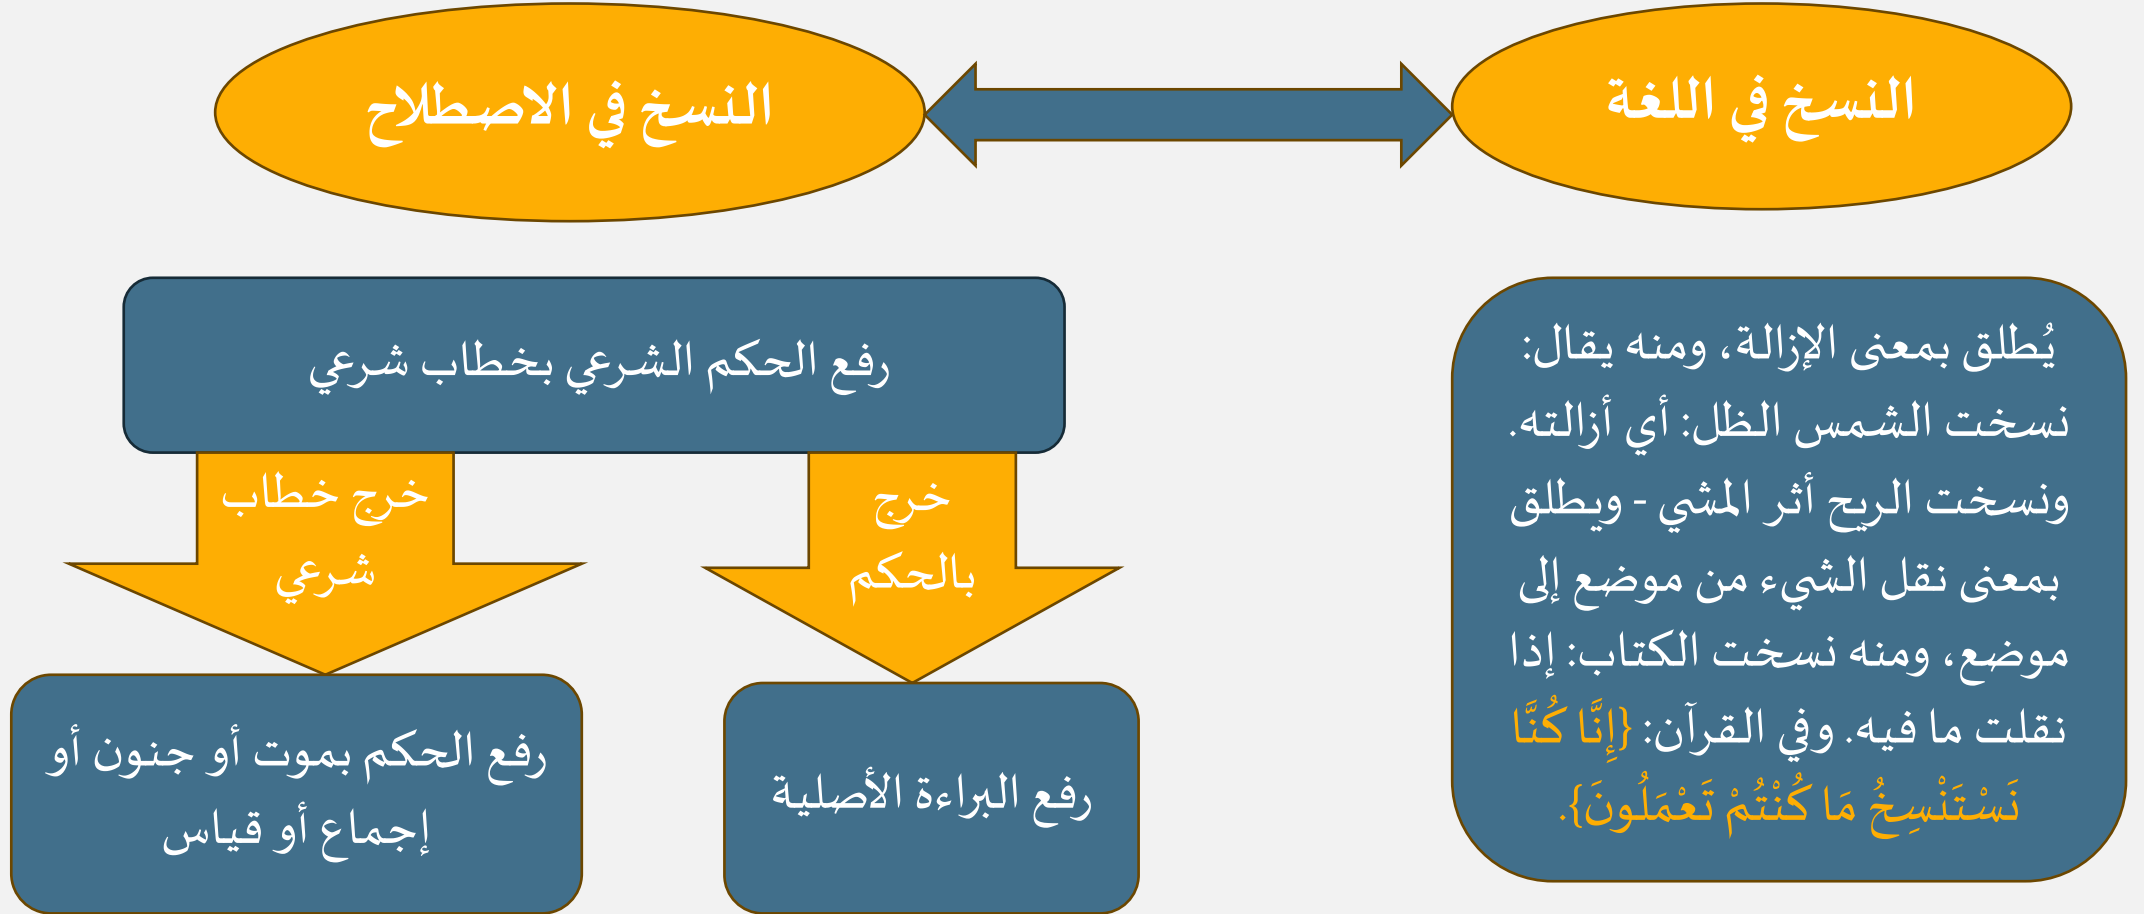 النسخ في اللغة
النسخ في الاصطلاح
يُطلق بمعنى الإزالة، ومنه يقال:
نسخت الشمس الظل: أي أزالته.
ونسخت الريح أثر المشي - ويطلق
بمعنى نقل الشيء من موضع إلى
موضع، ومنه نسخت الكتاب: إذا
نقلت ما فيه. وفي القرآن: {إِنَّا كُنَّا
نَسْتَنْسِخُ مَا كُنْتُمْ تَعْمَلُونَ}.
رفع الحكم الشرعي بخطاب شرعي
خرج
بالحكم
خرج خطاب
شرعي
رفع البراءة الأصلية
رفع الحكم بموت أو جنون أو
إجماع أو قياس